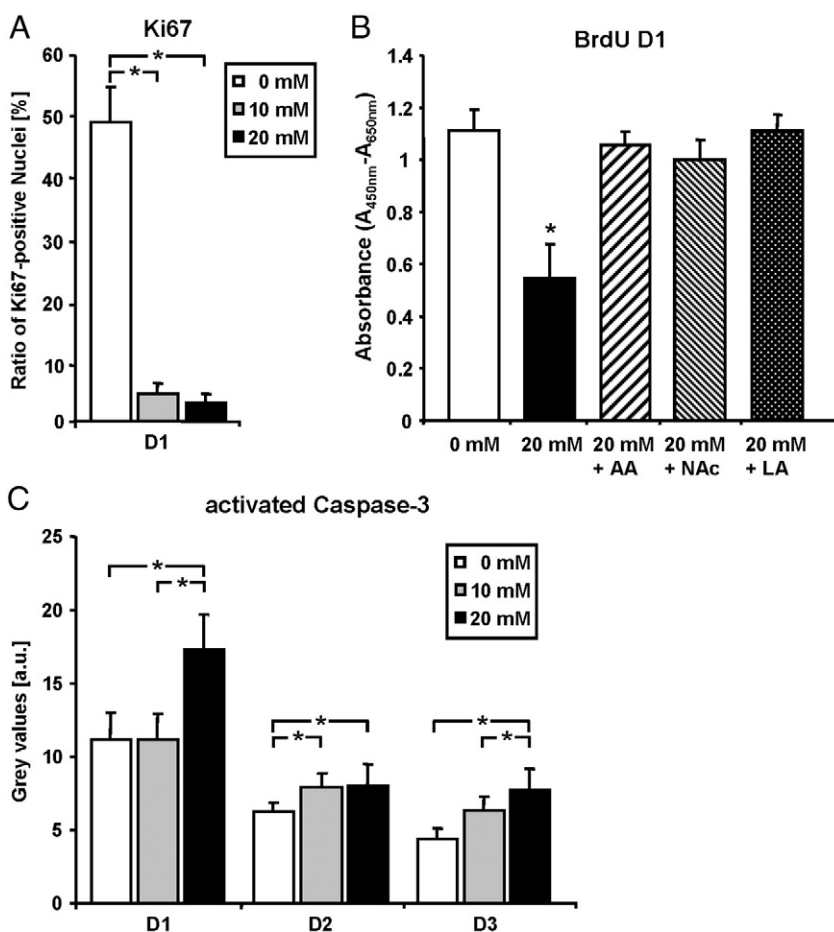 A
Ki67
Ratio of Ki67-positive Nuclei [%]
60
50
40
30
20
10
0
* *
0 mM
10 mM
20 mM
D1
B
BrdU D1
Absorbance (A450nm-A650nm)
1.4
1.2
1
0.8
0.6
0.4
0.2
0
*
0 mM
20 mM
20 mM + AA
20 mM + NAc
20 mM + LA
C
activated Caspase-3
Grey values [a.u.]
25
20
15
10
5
0
* *
* *
* *
0 mM
10 mM
20 mM
D1 D2 D3